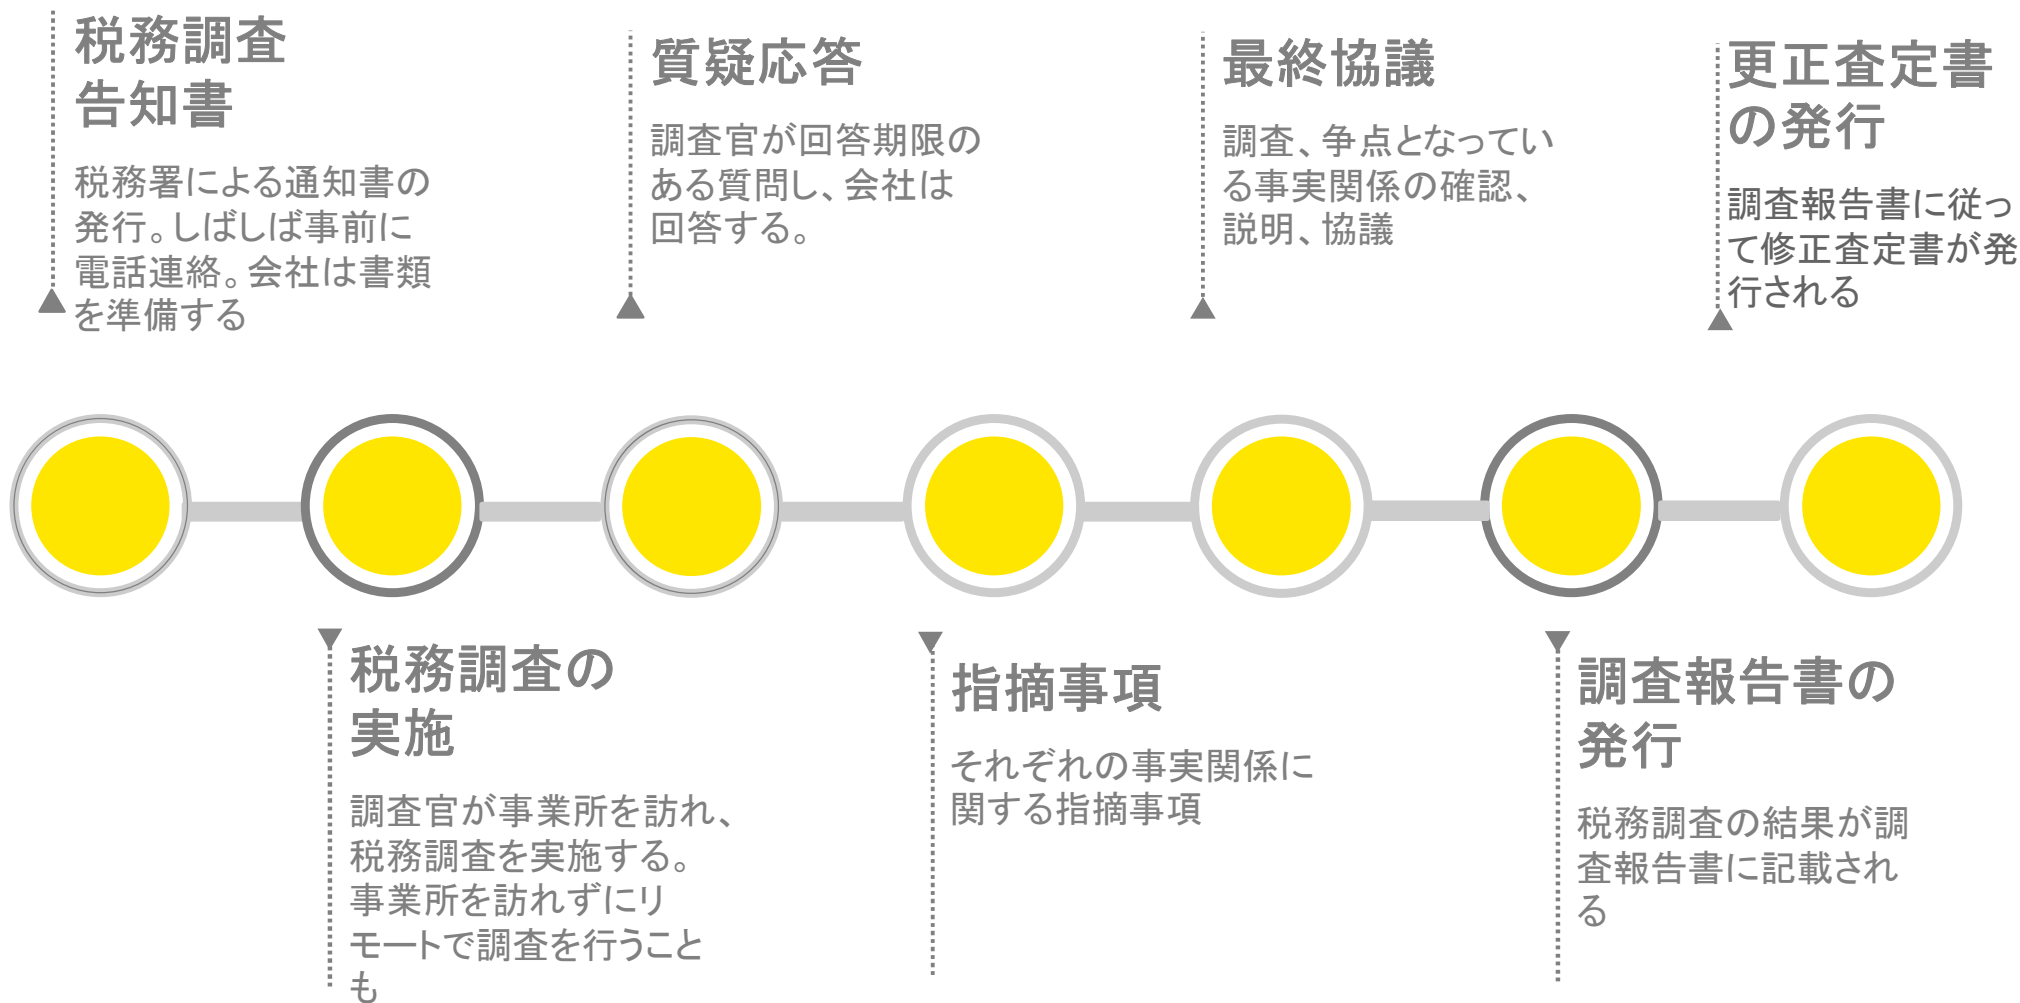 税務調査
告知書
税務署による通知書の
発行。しばしば事前に
電話連絡。会社は書類
を準備する
税務調査の
実施
調査官が事業所を訪れ、
税務調査を実施する。
事業所を訪れずにリ
モートで調査を行うこと
も
質疑応答
調査官が回答期限の
ある質問し、会社は
回答する。
指摘事項
それぞれの事実関係に
関する指摘事項
最終協議
調査、争点となってい
る事実関係の確認、
説明、協議
調査報告書の
発行
税務調査の結果が調
査報告書に記載され
る
更正査定書
の発行
調査報告書に従っ
て修正査定書が発
行される